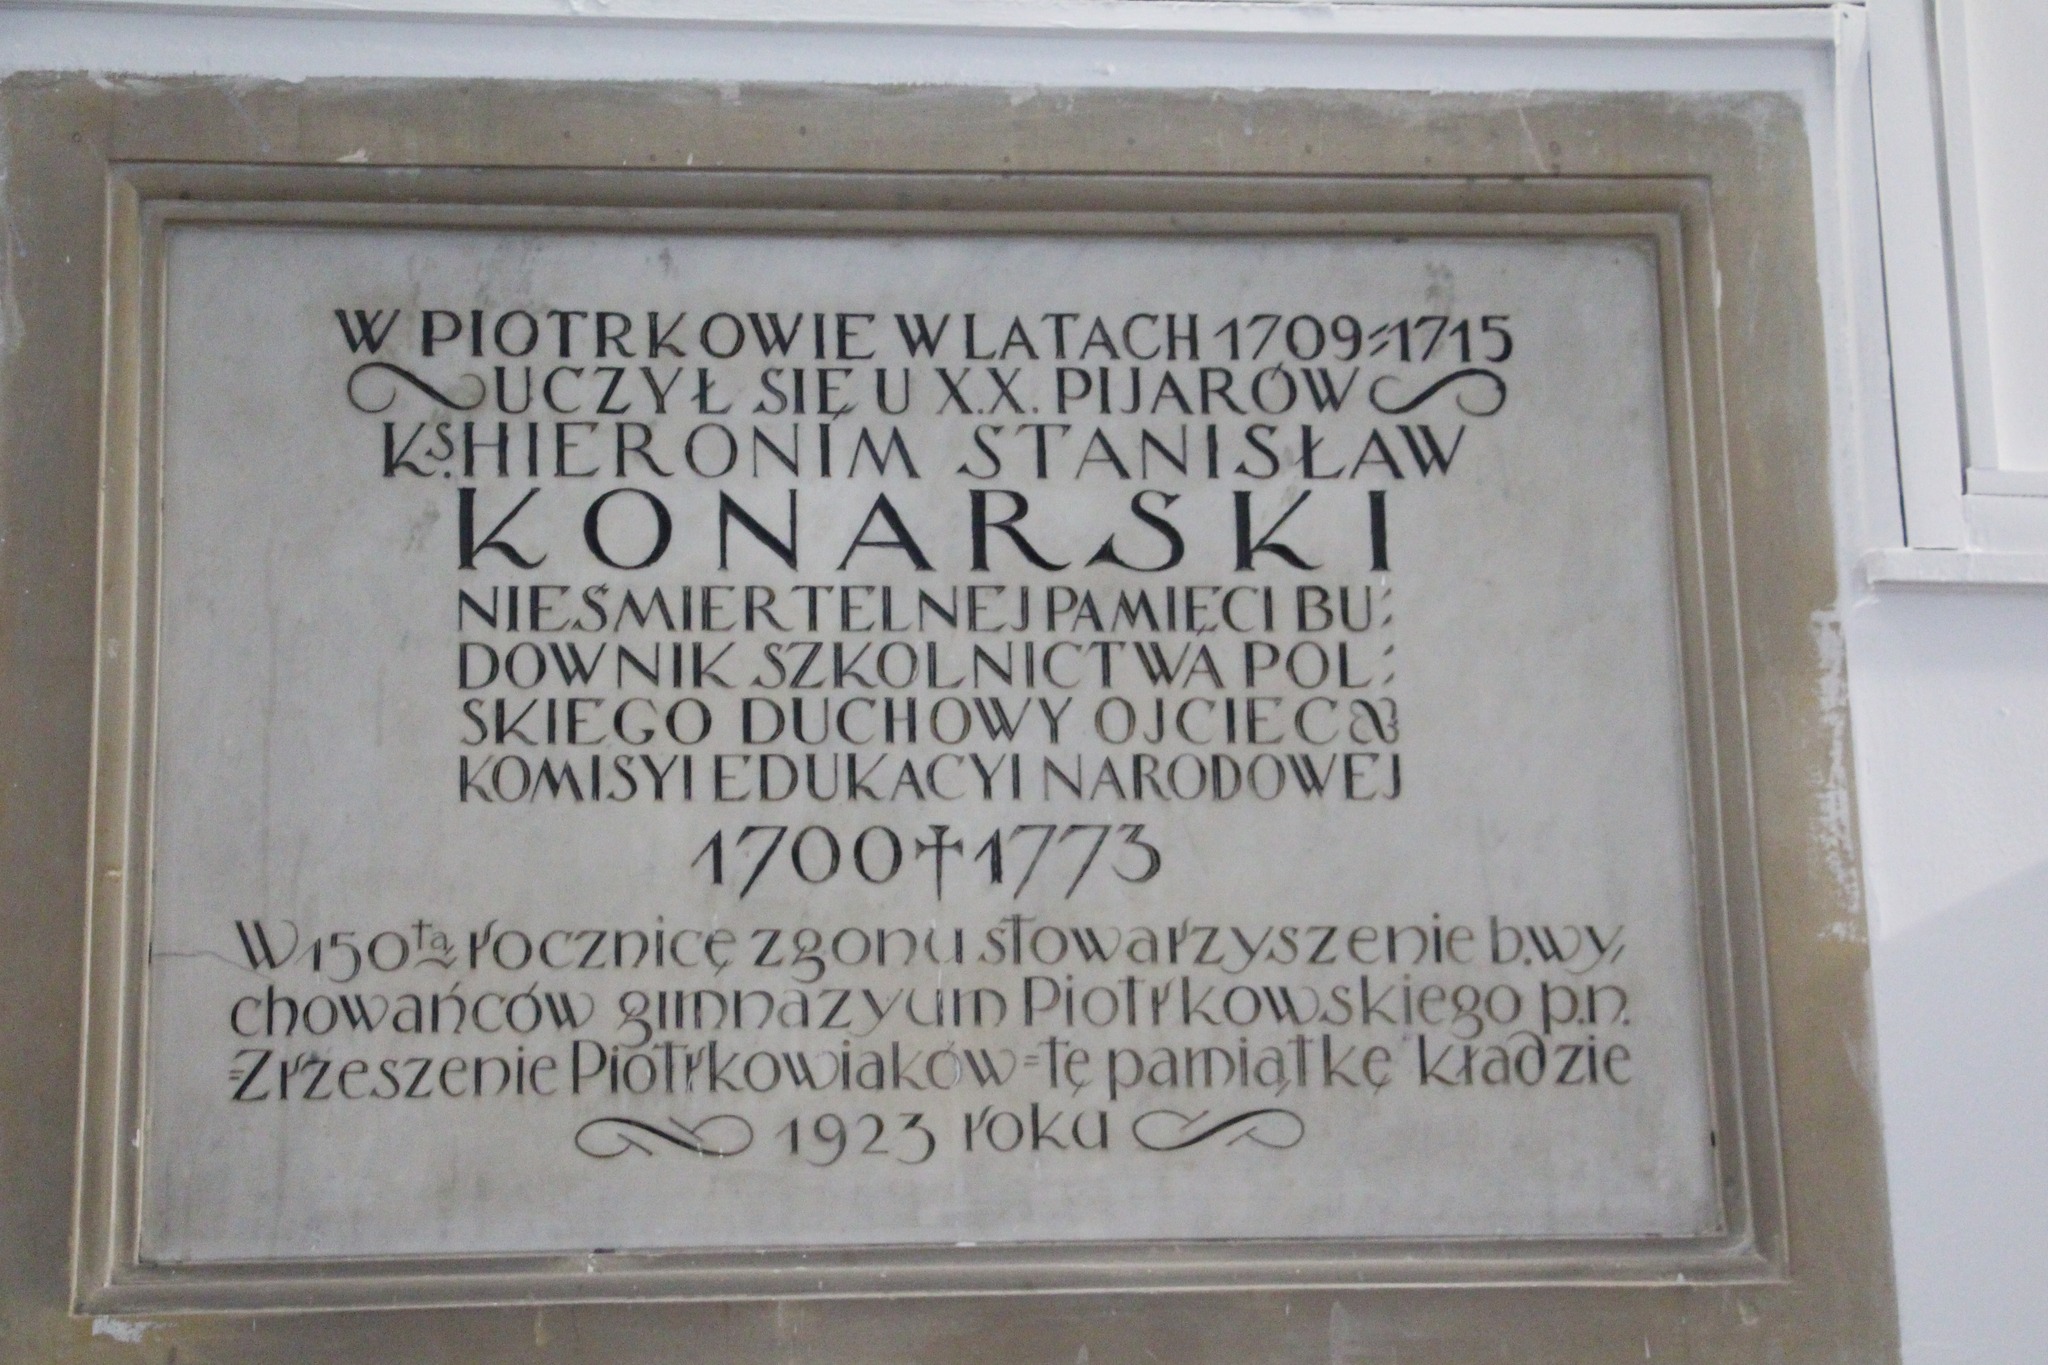 W PIOTRKOWIE W LATACH 1709-1715
UCZYŁ SIĘ U X.X. PIJARÓW
KS. HIERONIM STANISŁAW
KONARSKI
NIEŚMIERTELNEJ PAMIĘCI BU-
DOWNIK SZKOLNICTWA POL-
SKIEGO DUCHOWY OJCIEC
KOMISYI EDUKACYI NARODOWEJ
1700 † 1773
W 150tą rocznicę zgonu stowarzyszenie b. wy-
chowańców gimnazyum Piotrkowskiego p.n.
=Zrzeszenie Piotrkowiaków= tę pamiątkę kładzie
1923 roku